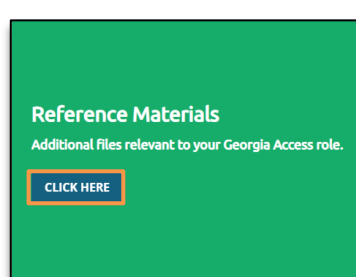 Reference Materials
Additional files relevant to your Georgia Access role.
CLICK HERE